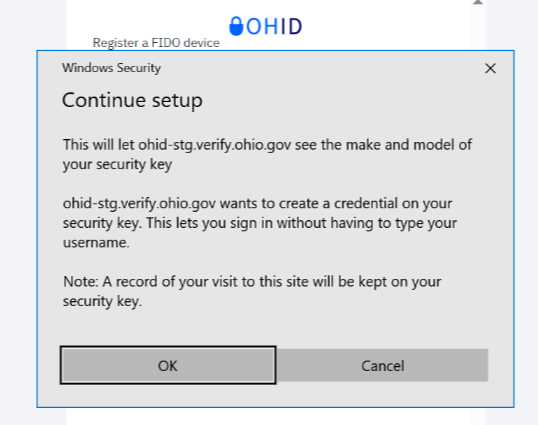 OHID
Register a FIDO device
Windows Security
Continue setup
This will let ohid-stg.verify.ohio.gov see the make and model of
your security key
ohid-stg.verify.ohio.gov wants to create a credential on your
security key. This lets you sign in without having to type your
username.
Note: A record of your visit to this site will be kept on your
security key.
OK
Cancel